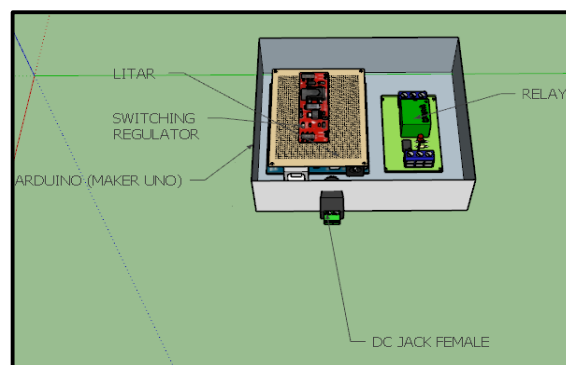 LITAR
SWITCHING
REGULATOR
ARDUINO (MAKER UNO)
RELAY
DC JACK FEMALE